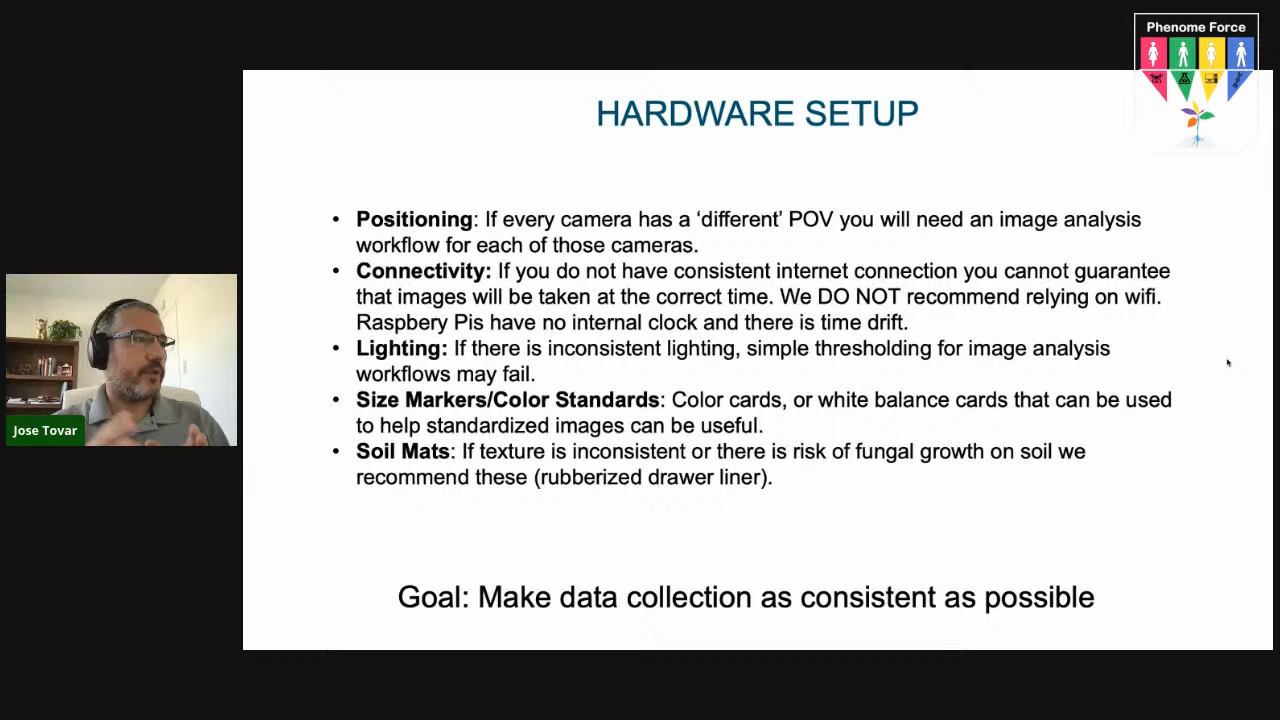 Phenome Force
HARDWARE SETUP
• Positioning: If every camera has a ‘different’ POV you will need an image analysis
workflow for each of those cameras.
• Connectivity: If you do not have consistent internet connection you cannot guarantee
that images will be taken at the correct time. We DO NOT recommend relying on wifi.
Raspbery Pis have no internal clock and there is time drift.
• Lighting: If there is inconsistent lighting, simple thresholding for image analysis
workflows may fail.
• Size Markers/Color Standards: Color cards, or white balance cards that can be used
to help standardized images can be useful.
• Soil Mats: If texture is inconsistent or there is risk of fungal growth on soil we
recommend these (rubberized drawer liner).
Jose Tovar
Goal: Make data collection as consistent as possible